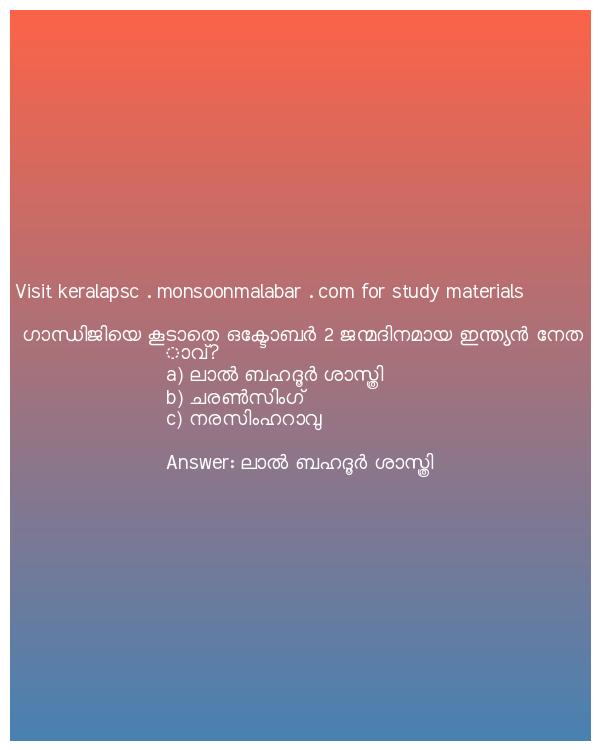 Visit keralapsc . monsoonmalabar . com for study materials
ഗാന്ധിജിയെ കൂടാതെ ഒക്ടോബർ 2 ജന്മദിനമായ ഇന്ത്യൻ നേത
ാവ്?
a) ലാൽ ബഹദൂർ ശാസ്ത്രി
b) ചരൺസിംഗ്
c) നരസിംഹറാവു
Answer: ലാൽ ബഹദൂർ ശാസ്ത്രി